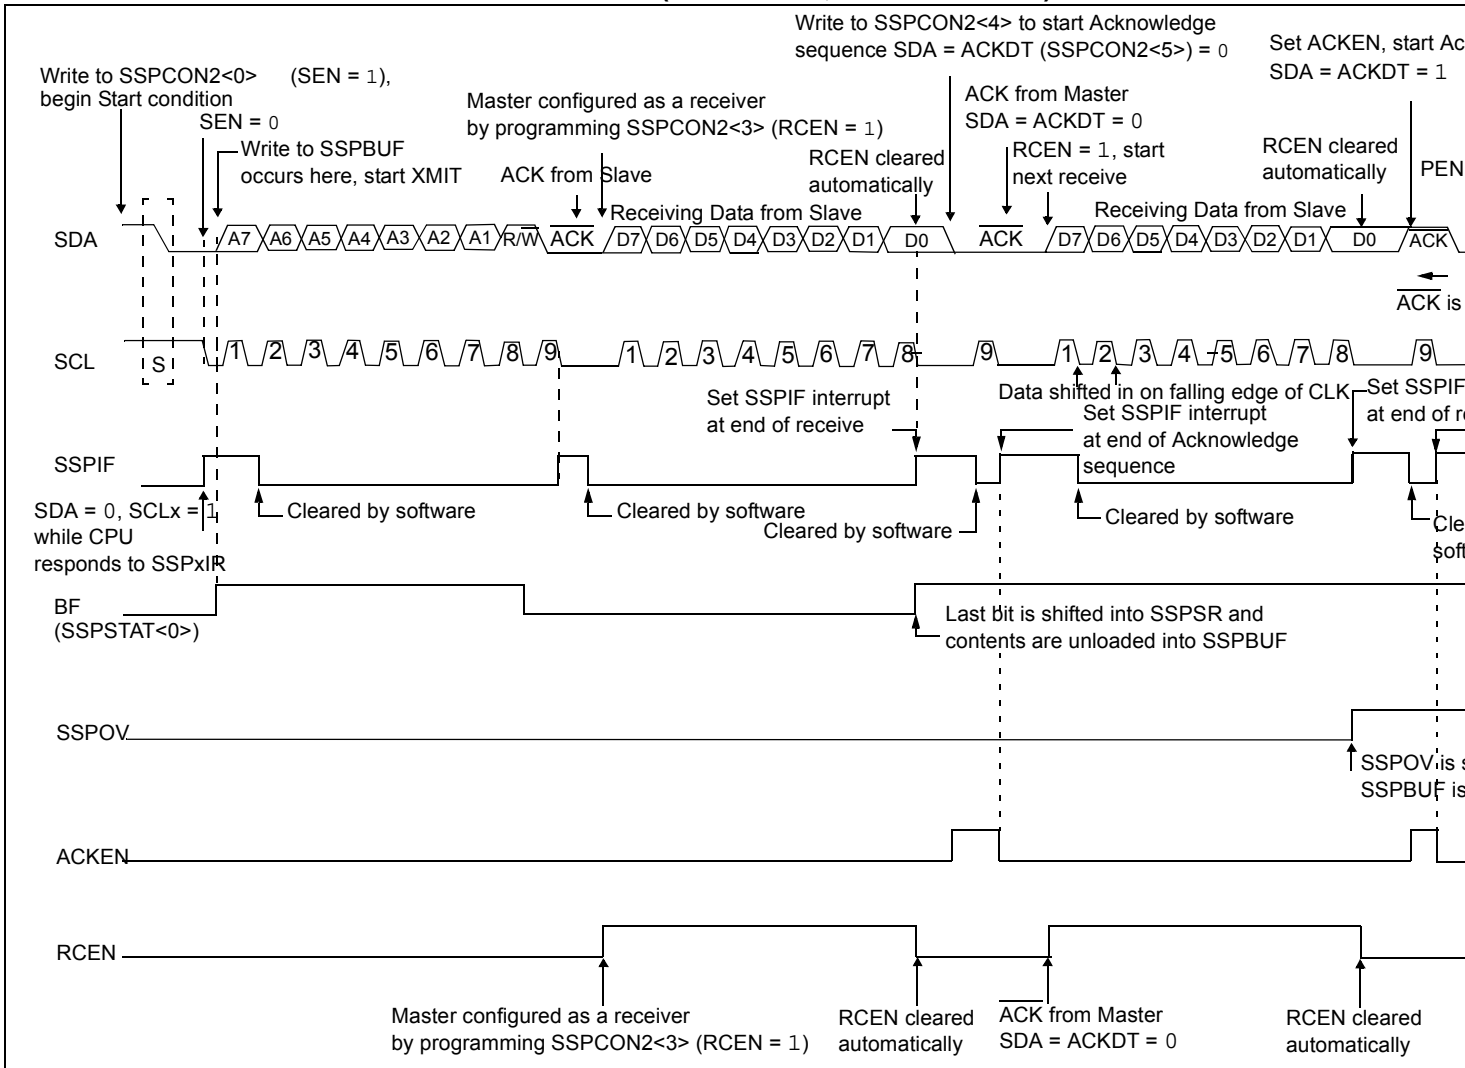 Write to SSPCON2<4> to start Acknowledge
sequence SDA = ACKDT (SSPCON2<5>) = 0
Set ACKEN, start Ac
SDA = ACKDT = 1
Write to SSPCON2<0> (SEN = 1),
begin Start condition
Master configured as a receiver
by programming SSPCON2<3> (RCEN = 1)
ACK from Master
SDA = ACKDT = 0
SEN = 0
Write to SSPBUF
occurs here, start XMIT
ACK from Slave
RCEN cleared
automatically
RCEN = 1, start
next receive
RCEN cleared
automatically
PEN
Receiving Data from Slave
Receiving Data from Slave
SDA A7 A6 A5 A4 A3 A2 A1 R/W ACK D7 D6 D5 D4 D3 D2 D1 D0 ACK D7 D6 D5 D4 D3 D2 D1 D0 ACK
ACK is
SCL S 1 2 3 4 5 6 7 8 9 1 2 3 4 5 6 7 8 9 1 2 3 4 5 6 7 8 9
Data shifted in on falling edge of CLK
Set SSPIF interrupt
at end of receive
Set SSPIF interrupt
at end of Acknowledge
sequence
Set SSPIF
at end of re
SSPIF
SDA = 0, SCLx = 1
while CPU
responds to SSPxIR
Cleared by software
Cleared by software
Cleared by software
Cleared by software
Cle
soft
BF
(SSPSTAT<0>)
Last bit is shifted into SSPSR and
contents are unloaded into SSPBUF
SSPOV
SSPOV is s
SSPBUF is
ACKEN
RCEN
Master configured as a receiver
by programming SSPCON2<3> (RCEN = 1)
RCEN cleared
automatically
ACK from Master
SDA = ACKDT = 0
RCEN cleared
automatically